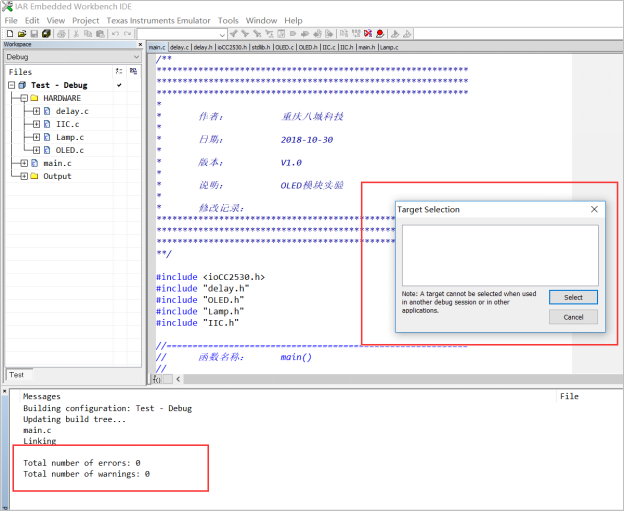 IAR Embedded Workbench IDE
File Edit View Project Texas Instruments Emulator Tools Window Help
Workspace
Debug
Files
Test - Debug
HARDWARE
delay.c
IIC.c
Lamp.c
OLED.c
main.c
Output
Test
main.c | delay.c | delay.h | ioCC2530.h | stdlib.h | OLED.c | OLED.h | IIC.c | IIC.h | main.h | Lamp.c
/**
************************************************************
************************************************************
************************************************************
*
* 作者： 重庆八城科技
*
* 日期： 2018-10-30
*
* 版本： V1.0
*
* 说明： OLED模块实验
*
* 修改记录：
**/
#include <ioCC2530.h>
#include "delay.h"
#include "OLED.h"
#include "Lamp.h"
#include "IIC.h"
//==========================================================
// 函数名称： main()
//
Target Selection
Note: A target cannot be selected when used
in another debug session or in other
applications.
Select
Cancel
Messages File
Building configuration: Test - Debug
Updating build tree...
main.c
Linking
Total number of errors: 0
Total number of warnings: 0